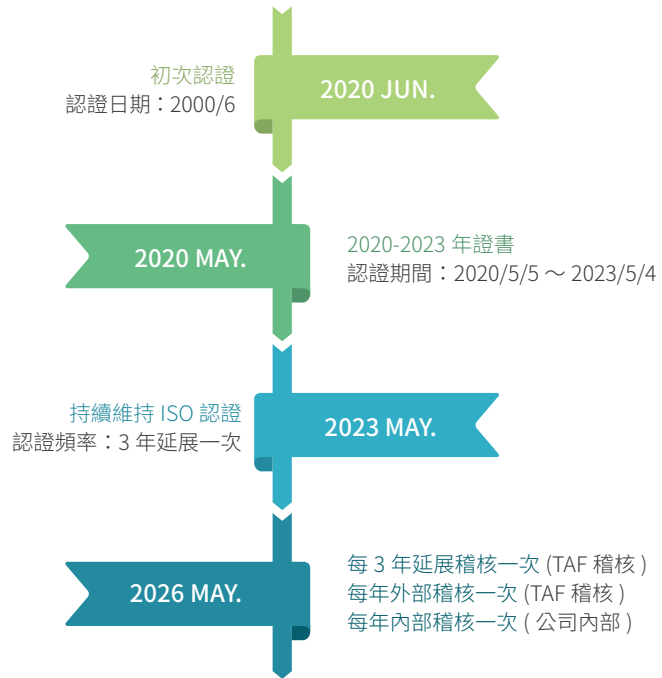 初次認證
認證日期：2000/6
2020 JUN.
2020 MAY.
2020-2023 年證書
認證期間：2020/5/5 ～ 2023/5/4
持續維持 ISO 認證
認證頻率：3 年延展一次
2023 MAY.
2026 MAY.
每 3 年延展稽核一次 (TAF 稽核 )
每年外部稽核一次 (TAF 稽核 )
每年內部稽核一次 ( 公司內部 )